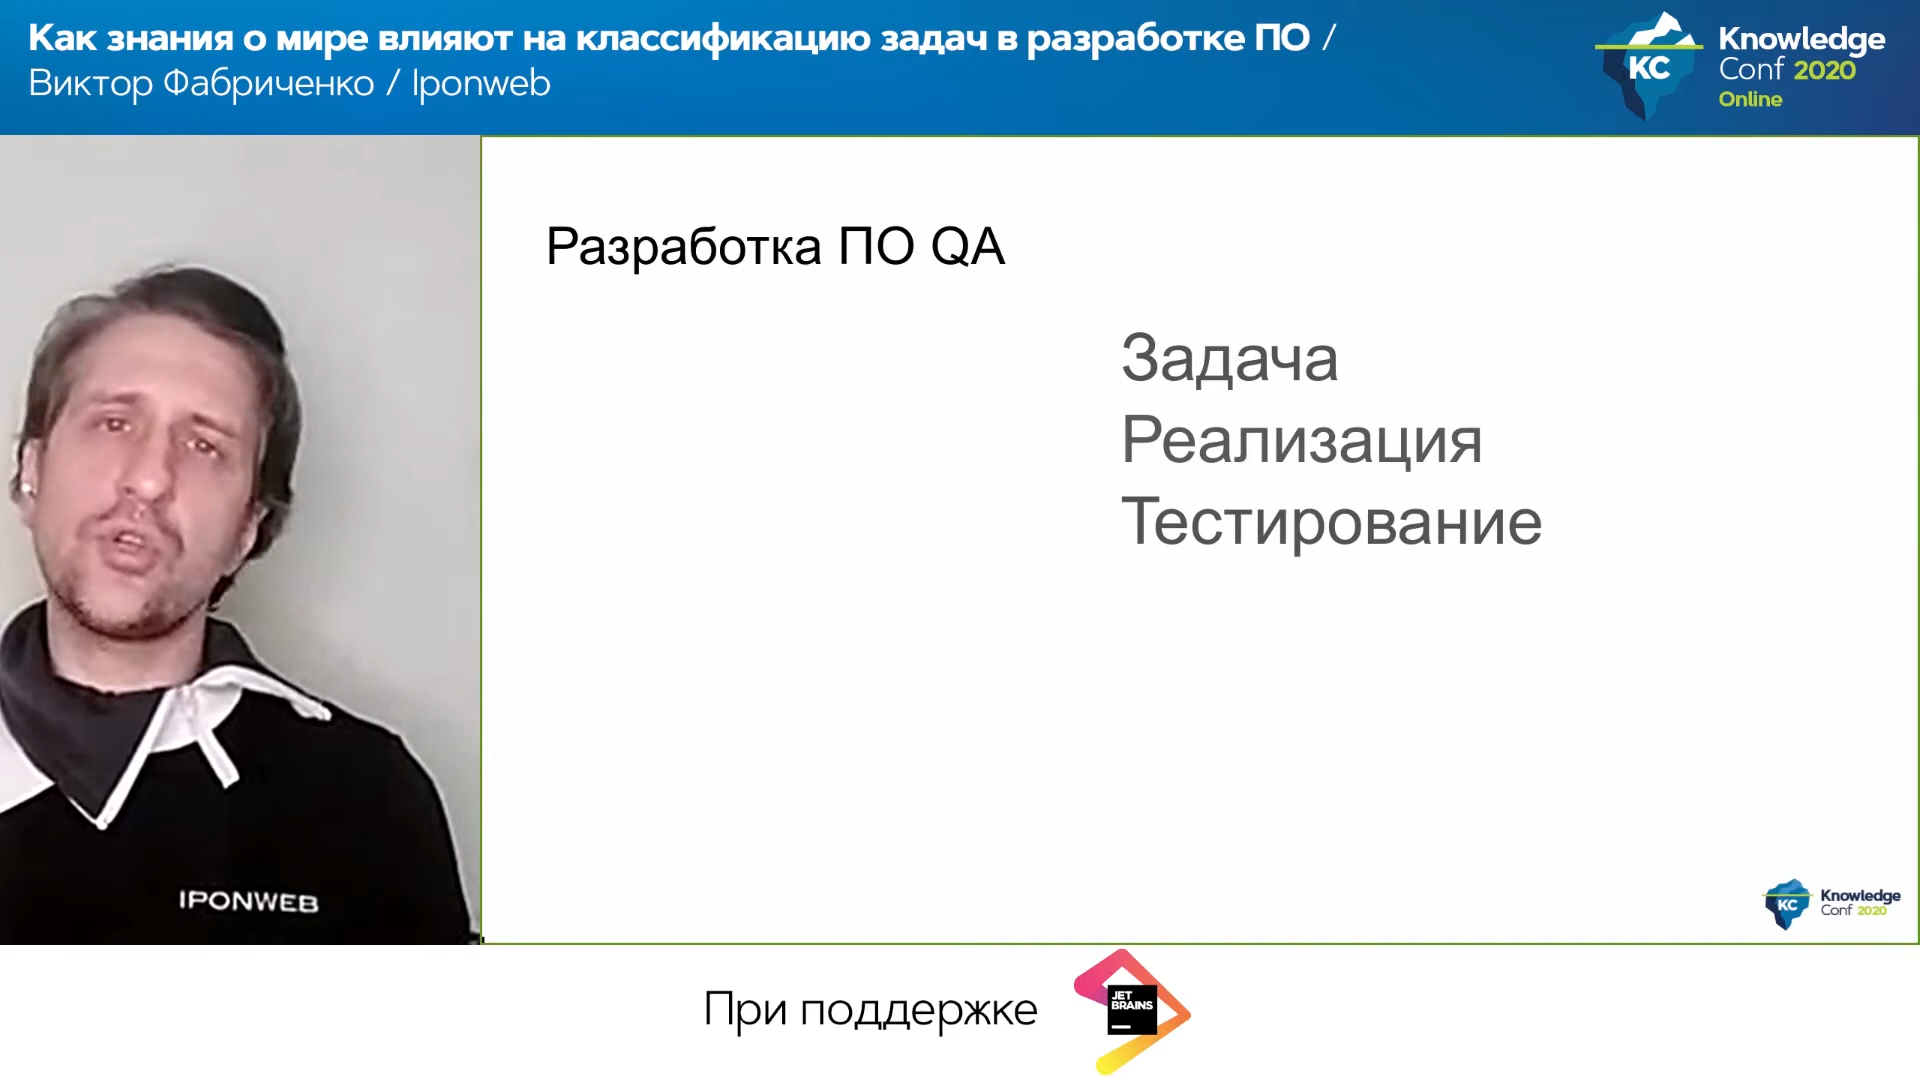 Как знания о мире влияют на классификацию задач в разработке ПО /
Виктор Фабриченко / Iponweb
KC
Knowledge
Conf 2020
Online
Разработка ПО QA
Задача
Реализация
Тестирование
IPONWEB
KC
Knowledge
Conf 2020
При поддержке
JET
BRAINS